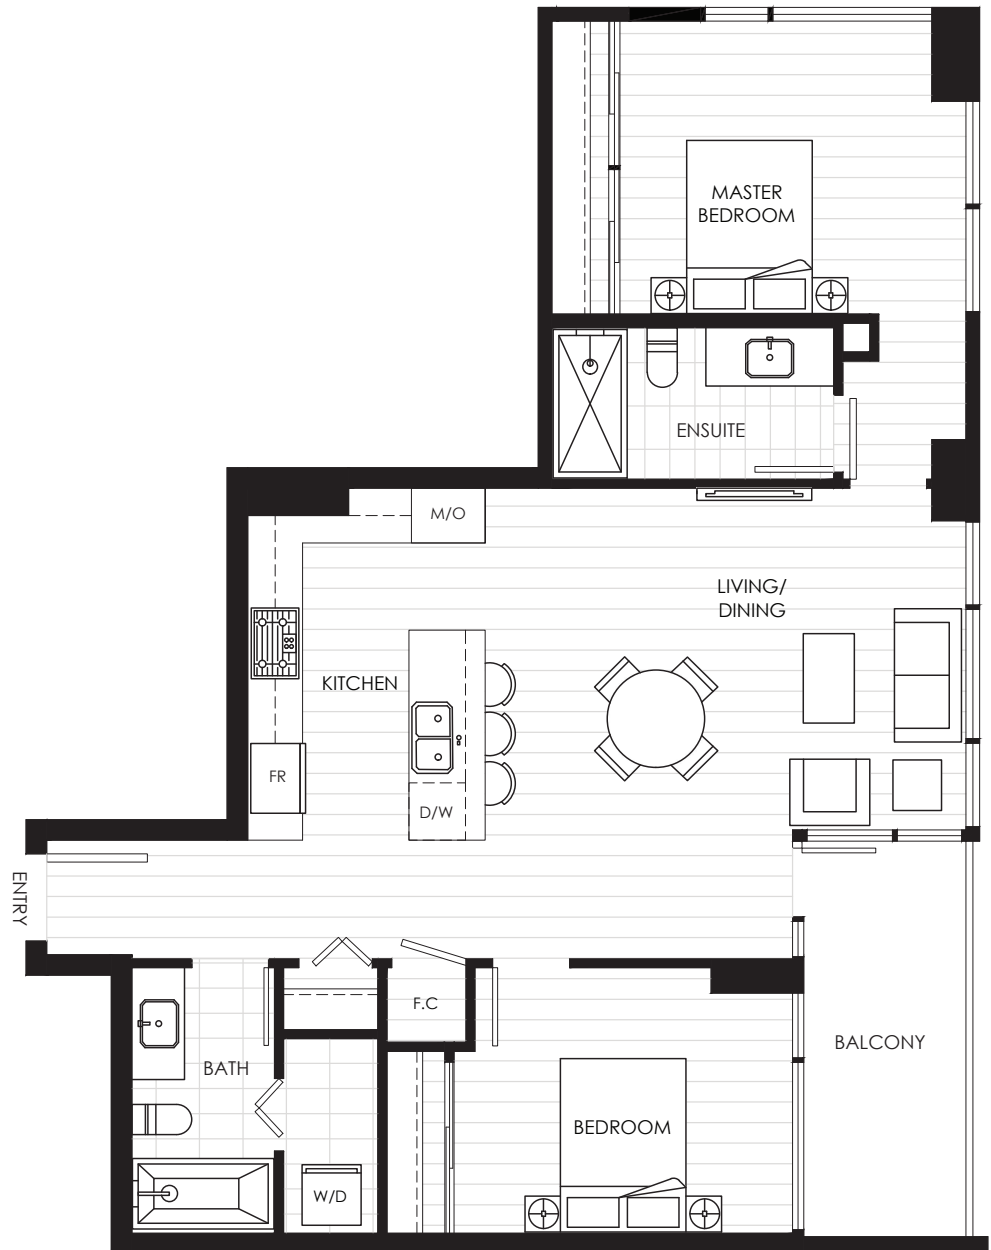 MASTER
BEDROOM
ENSUITE
M/O
LIVING/
DINING
KITCHEN
FR
D/W
ENTRY
F.C
BALCONY
BATH
BEDROOM
W/D